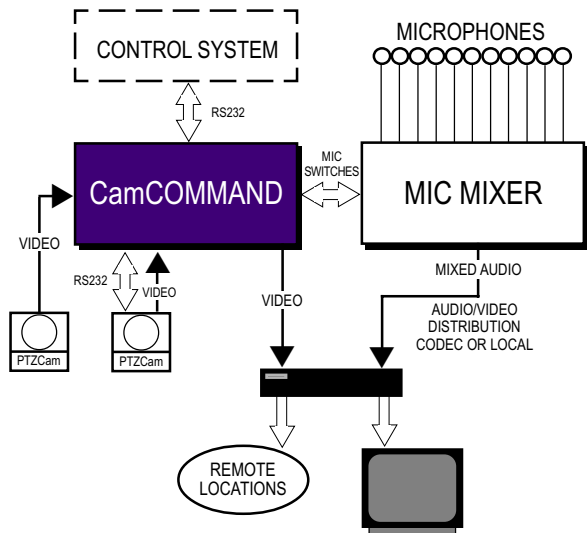 CONTROL SYSTEM
MICROPHONES
RS232
CamCOMMAND
MIC
SWITCHES
MIC MIXER
VIDEO
RS232
VIDEO
VIDEO
MIXED AUDIO
AUDIO/VIDEO
DISTRIBUTION
CODEC OR LOCAL
PTZCam
PTZCam
REMOTE
LOCATIONS